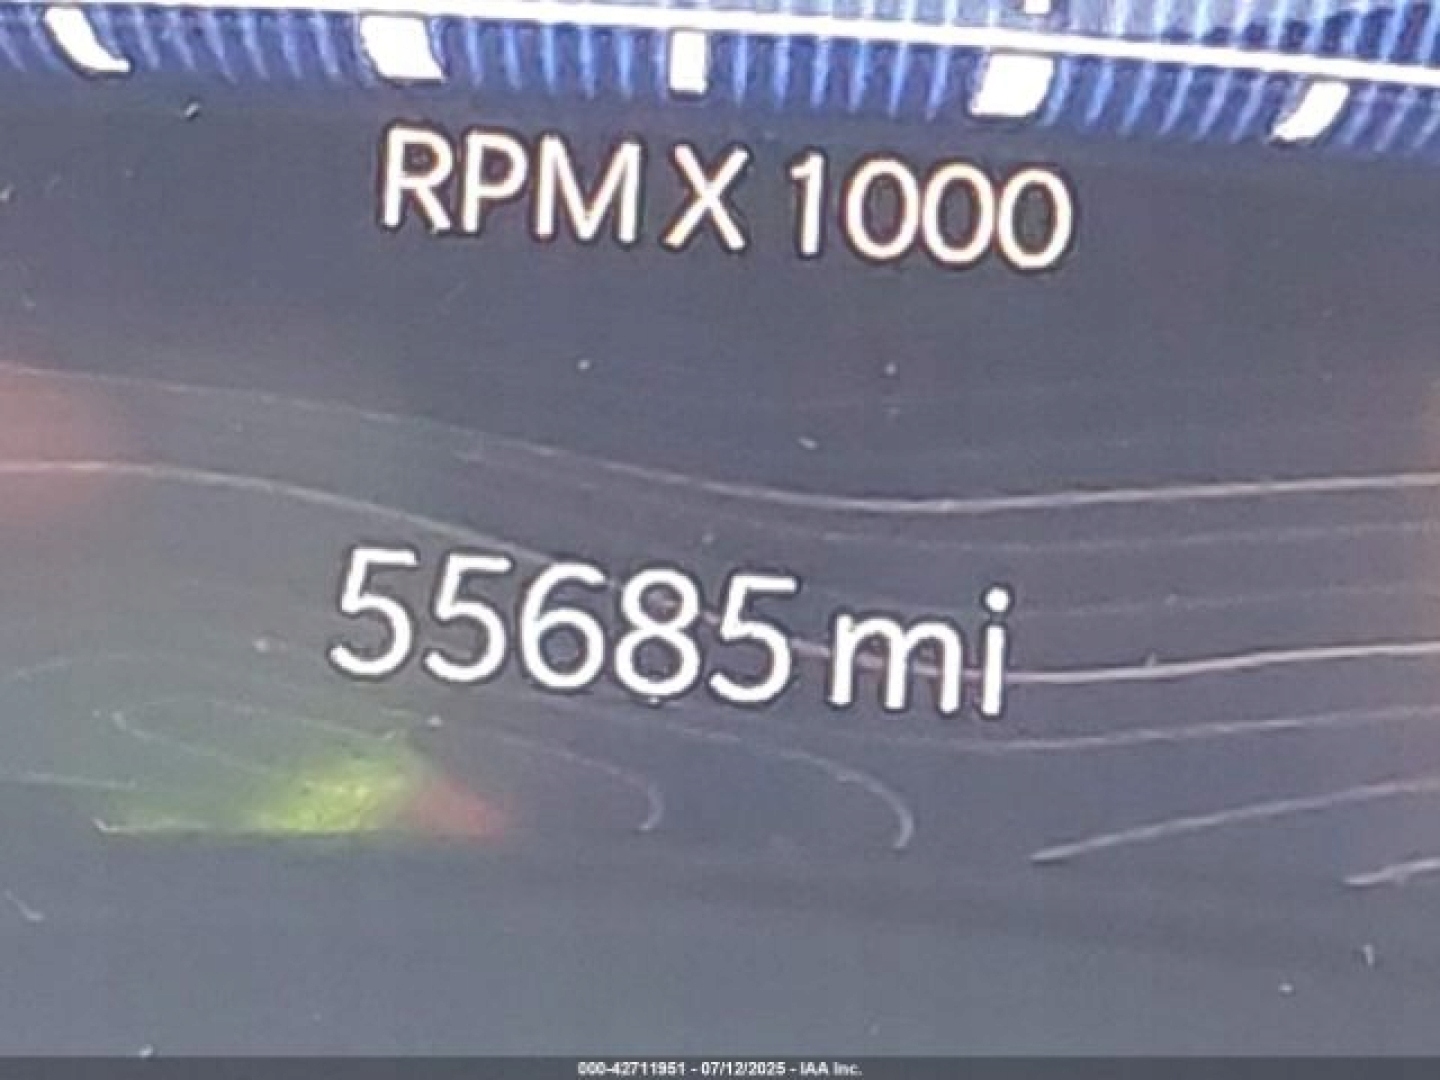 RPM X 1000
55685 mi
000-42711951 - 07/12/2025 - IAA Inc.